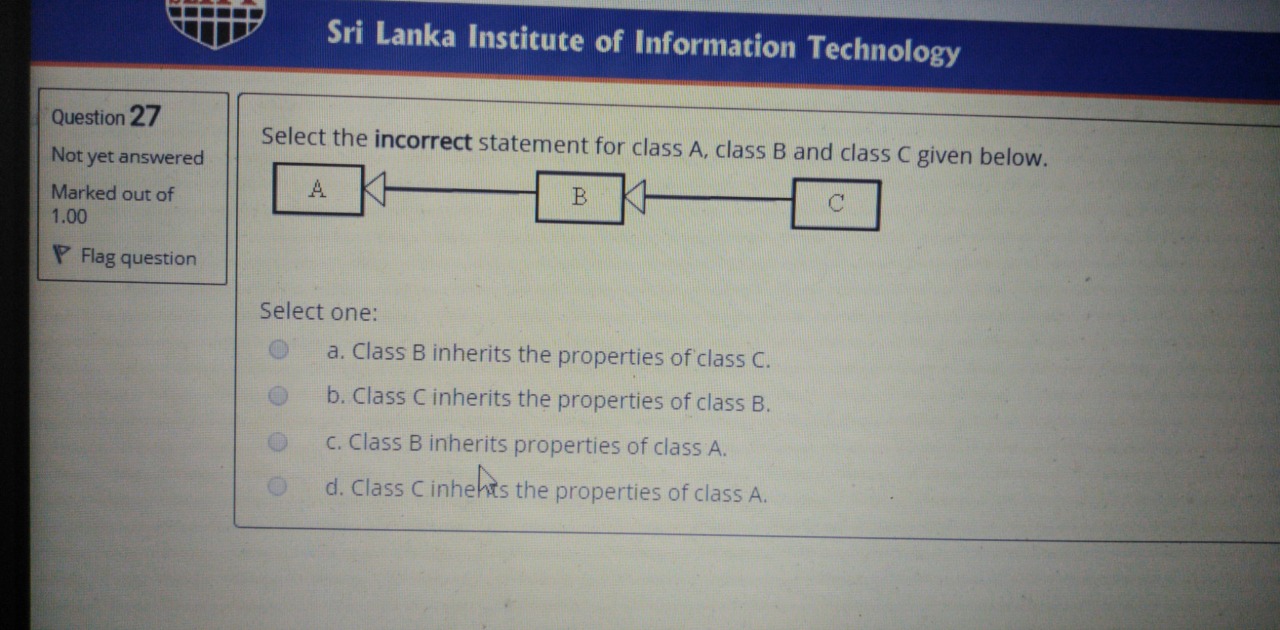 Sri Lanka Institute of Information Technology
Question 27
Not yet answered
Marked out of
1.00
Flag question
Select the incorrect statement for class A, class B and class C given below.
A
B
C
Select one:
a. Class B inherits the properties of class C.
b. Class C inherits the properties of class B.
c. Class B inherits properties of class A.
d. Class C inherits the properties of class A.